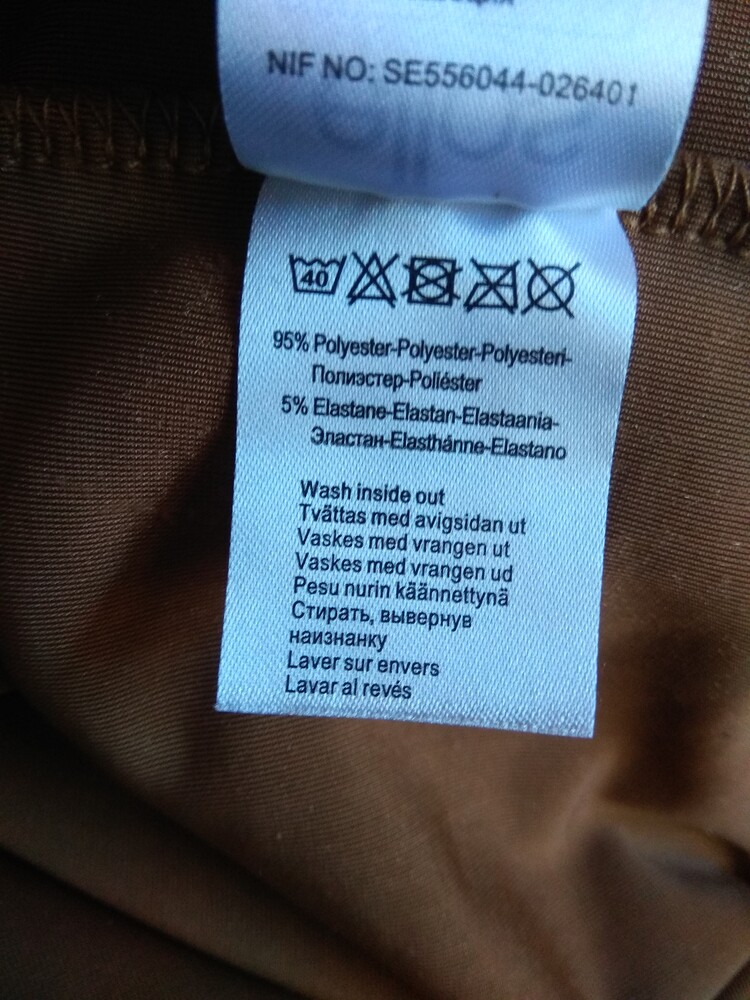 NIF NO: SE556044-026401
40
95% Polyester-Polyester-Polyesteri-
Полиэстер-Poliéster
5% Elastane-Elastan-Elastaania-
Эластан-Elasthänne-Elastano
Wash inside out
Tvättas med avigsidan ut
Vaskes med vrangen ut
Vaskes med vrangen ud
Pesu nurin käännettynä
Стирать, вывернув
наизнанку
Laver sur envers
Lavar al revés